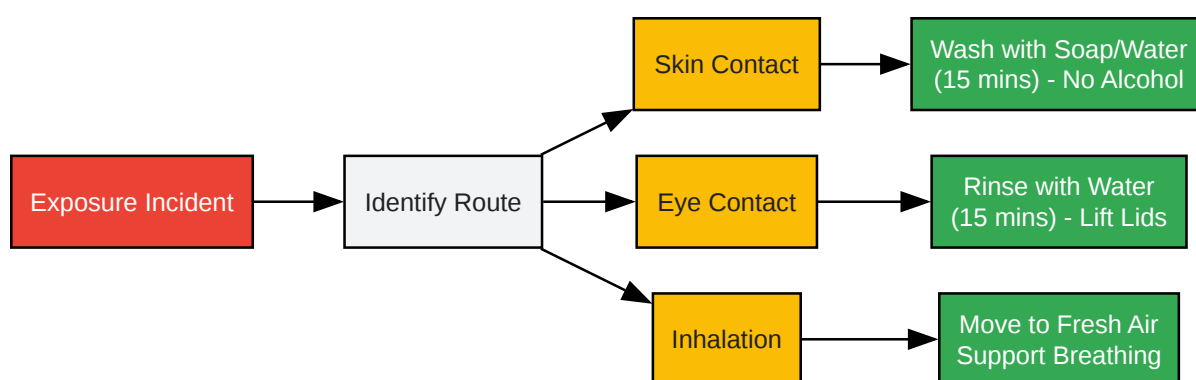 Exposure Incident
Identify Route
Skin Contact
Wash with Soap/Water
(15 mins) - No Alcohol
Eye Contact
Rinse with Water
(15 mins) - Lift Lids
Inhalation
Move to Fresh Air
Support Breathing